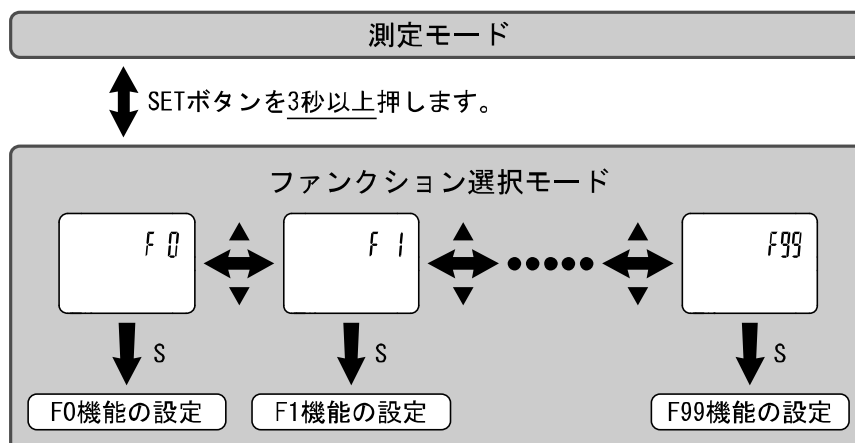 測定モード
SETボタンを3秒以上押します。
ファンクション選択モード
F 0 F 1 F99
S S S
F0機能の設定 F1機能の設定 F99機能の設定